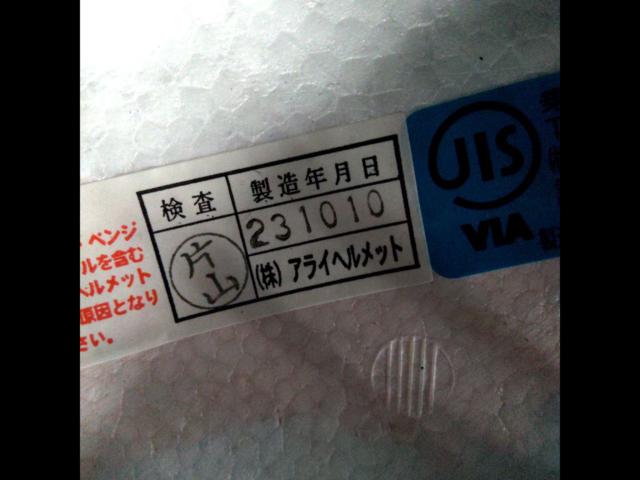 検査
製造年月日
片山
231010
(株) アライヘルメット
ペンジ
ルを含む
ヘルメット
原因となり
さい。
JIS
VIA